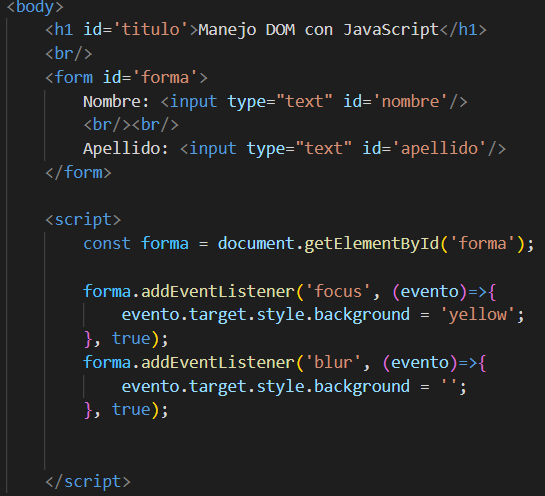 <body>
<h1 id='titulo'>Manejo DOM con JavaScript</h1>
<br/>
<form id='forma'>
Nombre: <input type="text" id='nombre'/>
<br/><br/>
Apellido: <input type="text" id='apellido'/>
</form>
<script>
const forma = document.getElementById('forma');
forma.addEventListener('focus', (evento)=>{
evento.target.style.background = 'yellow';
}, true);
forma.addEventListener('blur', (evento)=>{
evento.target.style.background = '';
}, true);
</script>